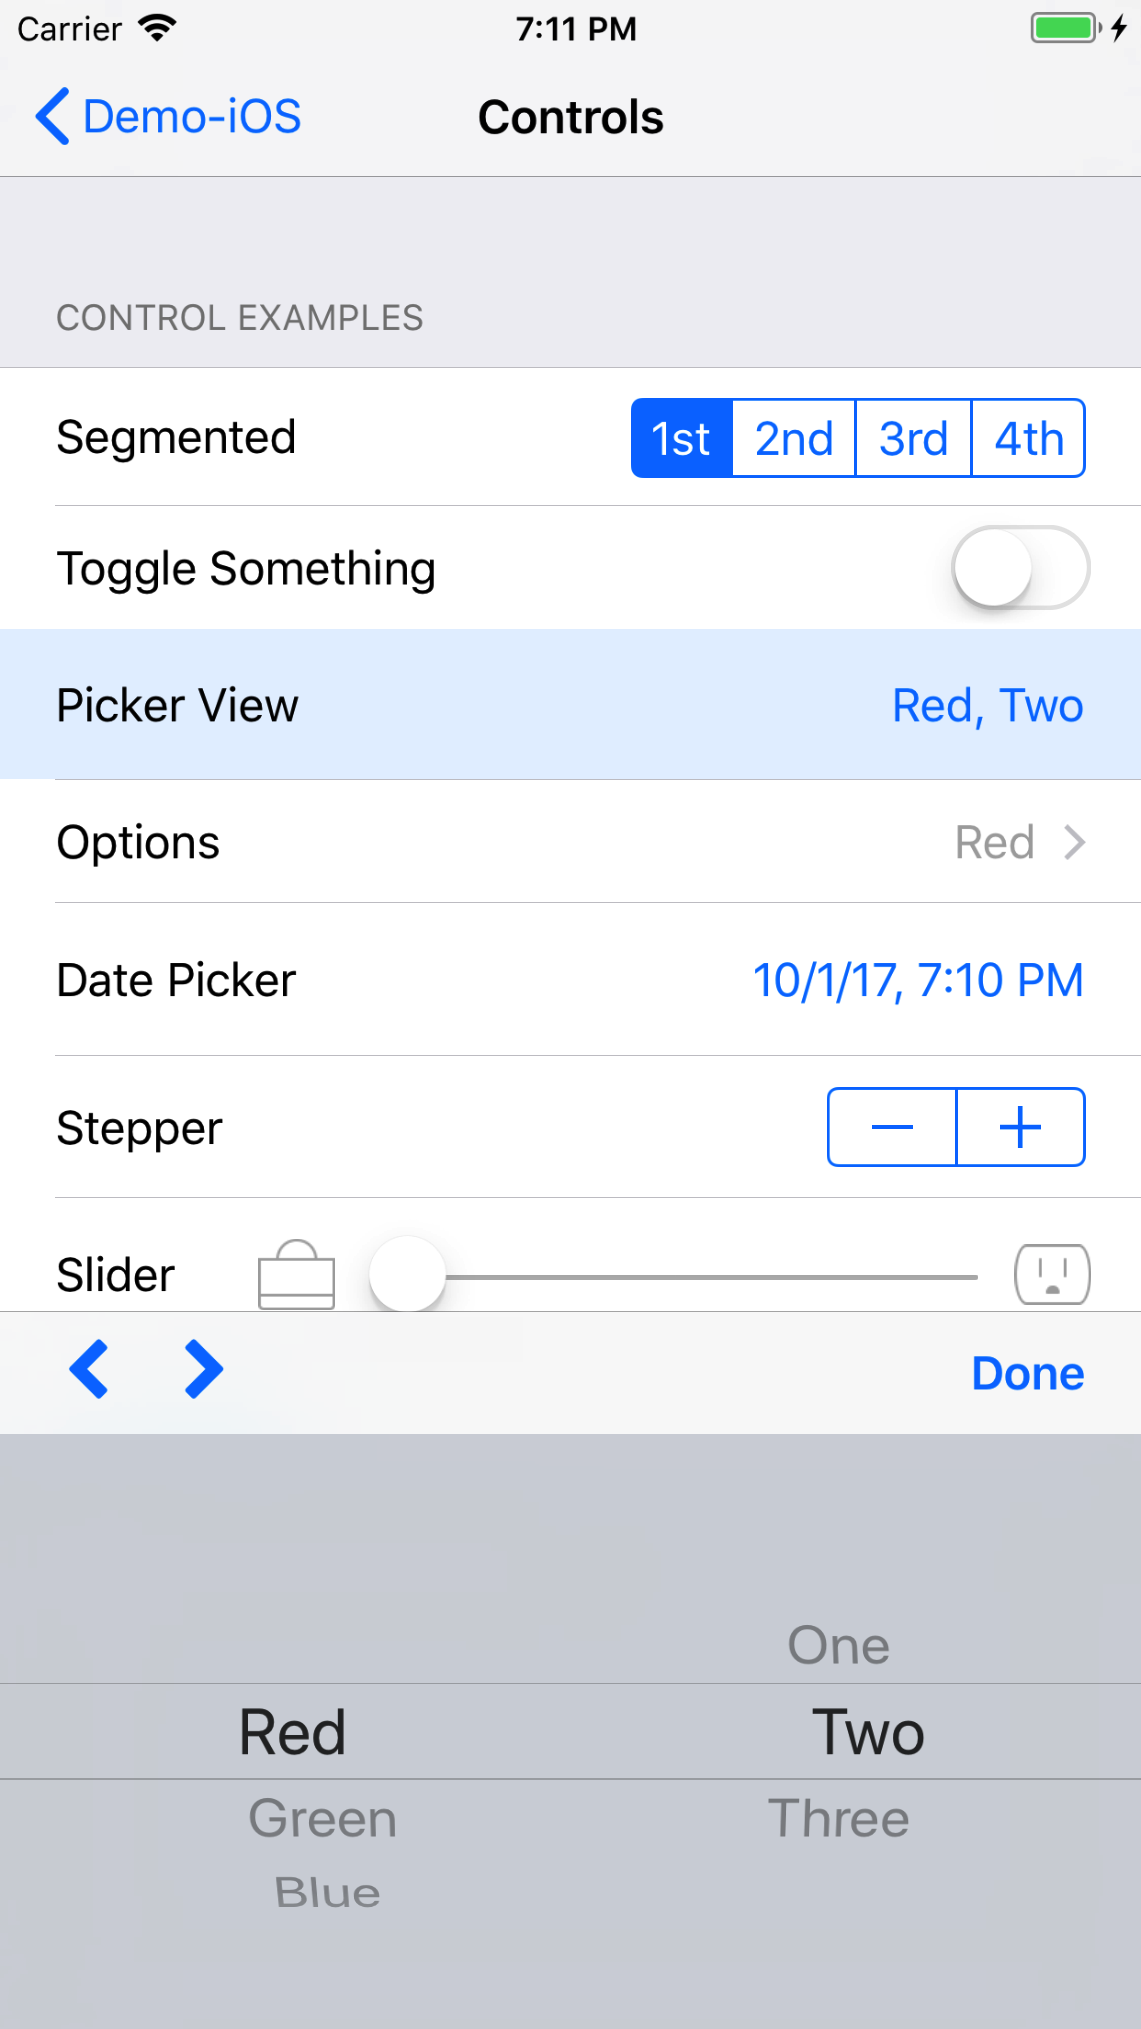 Carrier 7:11 PM
Demo-iOS Controls
CONTROL EXAMPLES
Segmented 1st 2nd 3rd 4th
Toggle Something
Picker View Red, Two
Options Red
Date Picker 10/1/17, 7:10 PM
Stepper
Slider
Done
One
Red Two
Green Three
Blue